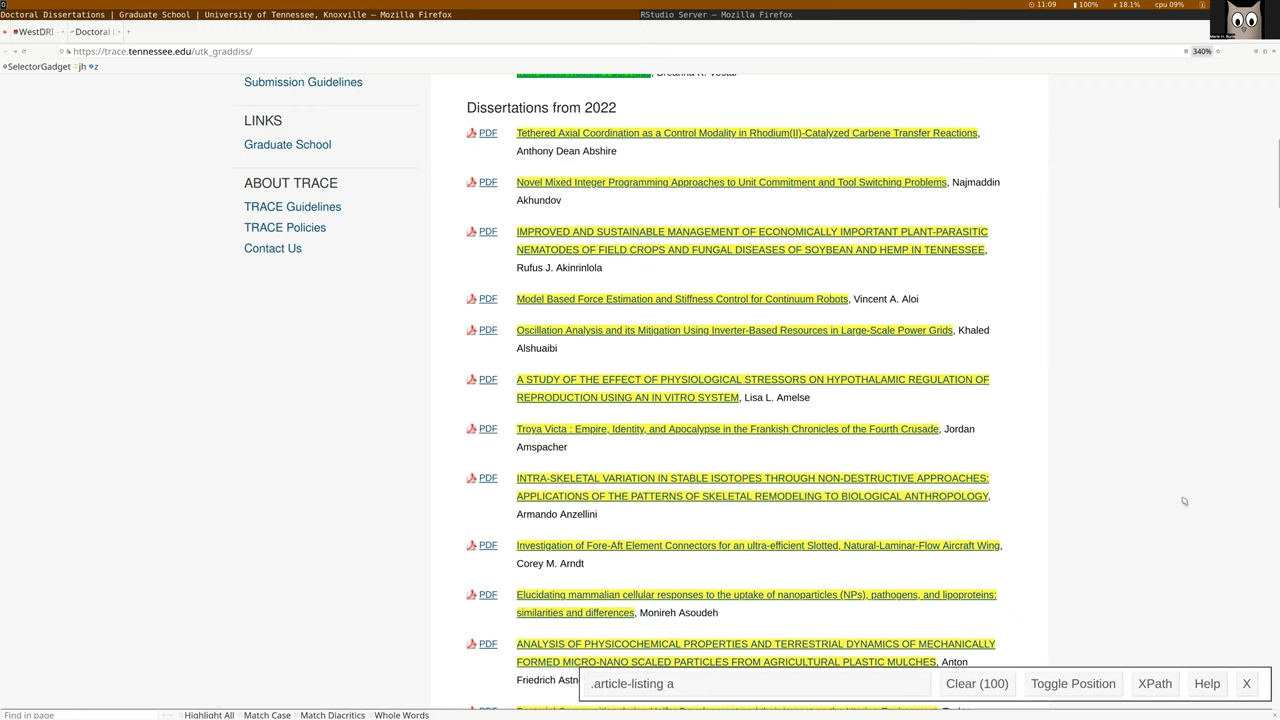 Doctoral Dissertations | Graduate School | University of Tennessee, Knoxville — Mozilla Firefox
RStudio Server — Mozilla Firefox
11:09 100% 18.1% cpu 09%
WestDRI Doctoral
https://trace.tennessee.edu/utk_graddiss/
340%
SelectorGadget jh z
Submission Guidelines
LINKS
Graduate School
ABOUT TRACE
TRACE Guidelines
TRACE Policies
Contact Us
Dissertations from 2022
PDF Tethered Axial Coordination as a Control Modality in Rhodium(II)-Catalyzed Carbene Transfer Reactions,
Anthony Dean Abshire
PDF Novel Mixed Integer Programming Approaches to Unit Commitment and Tool Switching Problems, Najmaddin
Akhundov
PDF IMPROVED AND SUSTAINABLE MANAGEMENT OF ECONOMICALLY IMPORTANT PLANT-PARASITIC
NEMATODES OF FIELD CROPS AND FUNGAL DISEASES OF SOYBEAN AND HEMP IN TENNESSEE,
Rufus J. Akinrinlola
PDF Model Based Force Estimation and Stiffness Control for Continuum Robots, Vincent A. Aloi
PDF Oscillation Analysis and its Mitigation Using Inverter-Based Resources in Large-Scale Power Grids, Khaled
Alshuaibi
PDF A STUDY OF THE EFFECT OF PHYSIOLOGICAL STRESSORS ON HYPOTHALAMIC REGULATION OF
REPRODUCTION USING AN IN VITRO SYSTEM, Lisa L. Amelse
PDF Troya Victa : Empire, Identity, and Apocalypse in the Frankish Chronicles of the Fourth Crusade, Jordan
Amspacher
PDF INTRA-SKELETAL VARIATION IN STABLE ISOTOPES THROUGH NON-DESTRUCTIVE APPROACHES:
APPLICATIONS OF THE PATTERNS OF SKELETAL REMODELING TO BIOLOGICAL ANTHROPOLOGY,
Armando Anzellini
PDF Investigation of Fore-Aft Element Connectors for an ultra-efficient Slotted, Natural-Laminar-Flow Aircraft Wing,
Corey M. Arndt
PDF Elucidating mammalian cellular responses to the uptake of nanoparticles (NPs), pathogens, and lipoproteins:
similarities and differences, Monireh Asoudeh
PDF ANALYSIS OF PHYSICOCHEMICAL PROPERTIES AND TERRESTRIAL DYNAMICS OF MECHANICALLY
FORMED MICRO-NANO SCALED PARTICLES FROM AGRICULTURAL PLASTIC MULCHES, Anton
Friedrich
.article-listing a
Clear (100)
Toggle Position
XPath
Help
X
Find in page
Highlight All Match Case Match Diacritics Whole Words